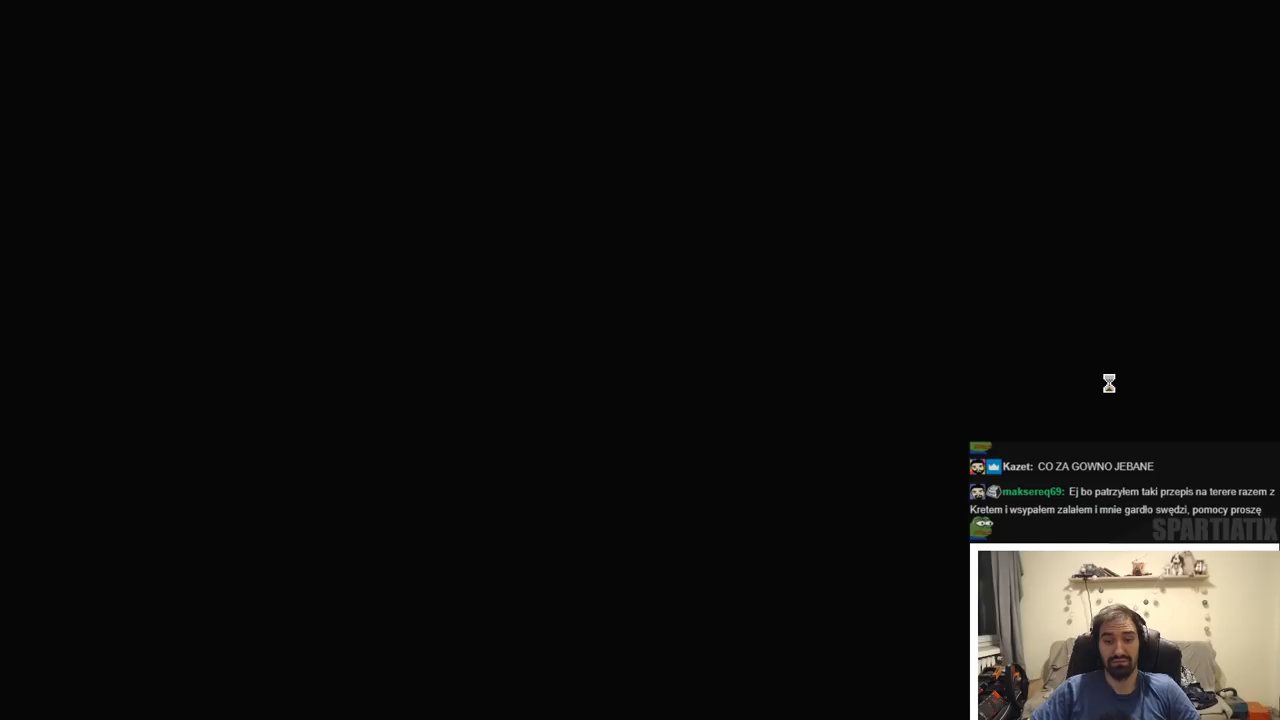 Kazet: CO ZA GOWNO JEBANE
maksereq69: Ej bo patrzyłem taki przepis na terere razem z
Kretem i wsypałem zalałem i mnie gardło swędzi, pomocy proszę
SPARTIATIX